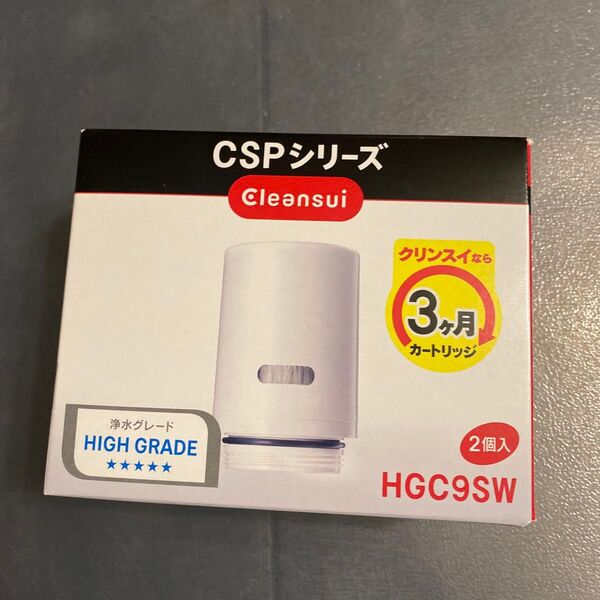 CSPシリーズ
Cleansui
クリンスイなら
3ヶ月
カートリッジ
浄水グレード
HIGH GRADE
★★★★★
2個入
HGC9SW